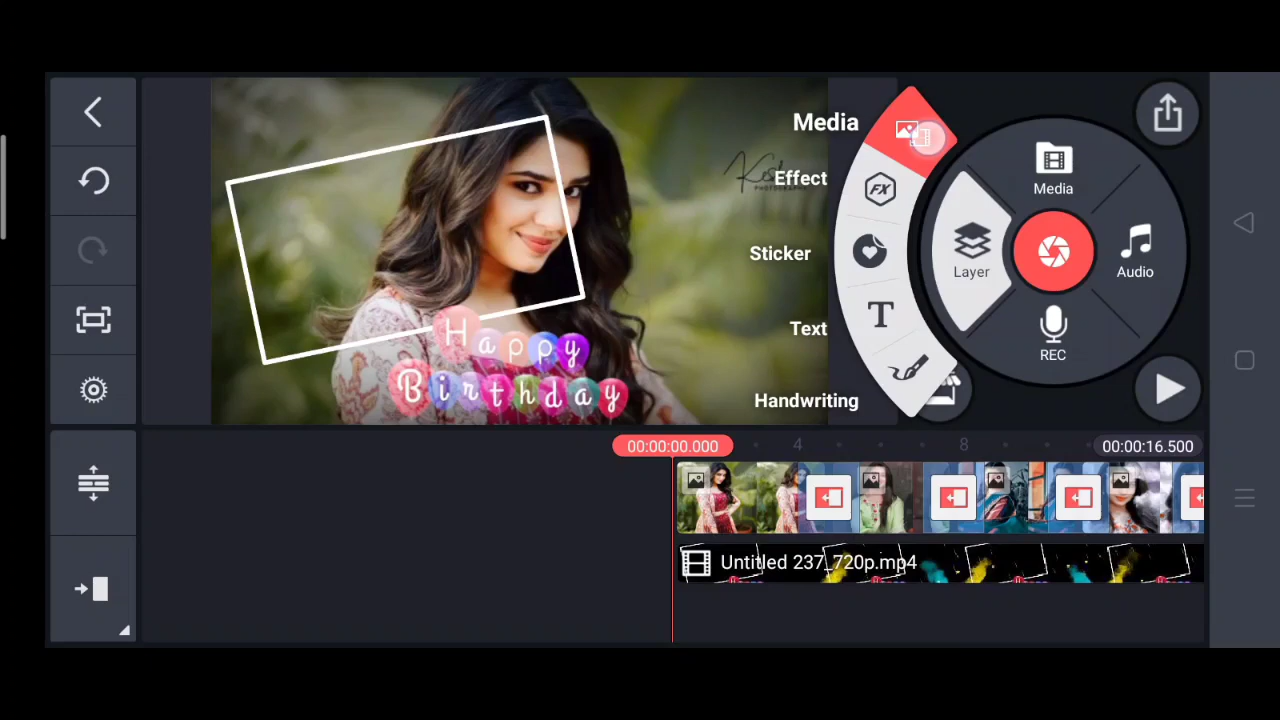 Media
Effect
Sticker
Text
Handwriting
FX
T
Layer
Media
Audio
REC
Happy
Birthday
00:00:00.000
4
8
00:00:16.500
Untitled 237_720p.mp4